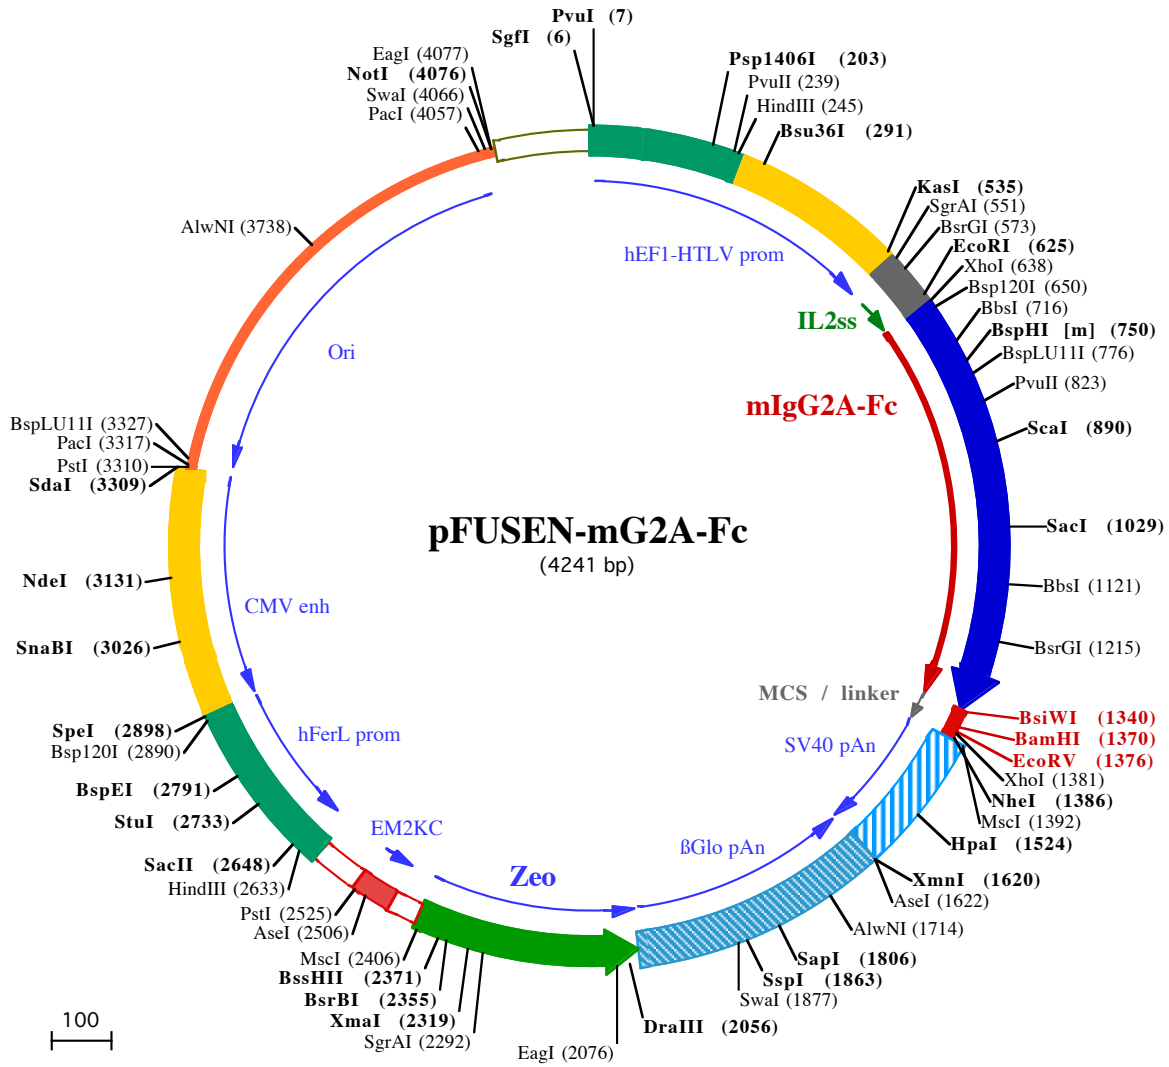 PvuI (7)
SgfI (6)
EagI (4077)
NotI (4076)
SwaI (4066)
PacI (4057)
Psp1406I (203)
PvuII (239)
HindIII (245)
Bsu36I (291)
KasI (535)
SgrAI (551)
BsrGI (573)
EcoRI (625)
XhoI (638)
Bsp120I (650)
BbsI (716)
BspHI [m] (750)
BspLU11I (776)
PvuII (823)
ScaI (890)
SacI (1029)
BbsI (1121)
BsrGI (1215)
BsiWI (1340)
BamHI (1370)
EcoRV (1376)
XhoI (1381)
NheI (1386)
MscI (1392)
HpaI (1524)
XmnI (1620)
AseI (1622)
AlwNI (1714)
SapI (1806)
SspI (1863)
SwaI (1877)
DraIII (2056)
EagI (2076)
SgrAI (2292)
XmaI (2319)
BsrBI (2355)
BssHII (2371)
MscI (2406)
AseI (2506)
PstI (2525)
HindIII (2633)
SacII (2648)
StuI (2733)
BspEI (2791)
Bsp120I (2890)
SpeI (2898)
SnaBI (3026)
NdeI (3131)
SdaI (3309)
PstI (3310)
PacI (3317)
BspLU11I (3327)
AlwNI (3738)
hEF1-HTLV prom
IL2ss
mIgG2A-Fc
MCS / linker
SV40 pAn
ßGlo pAn
Zeo
EM2KC
hFerL prom
CMV enh
Ori
pFUSEN-mG2A-Fc
(4241 bp)
100